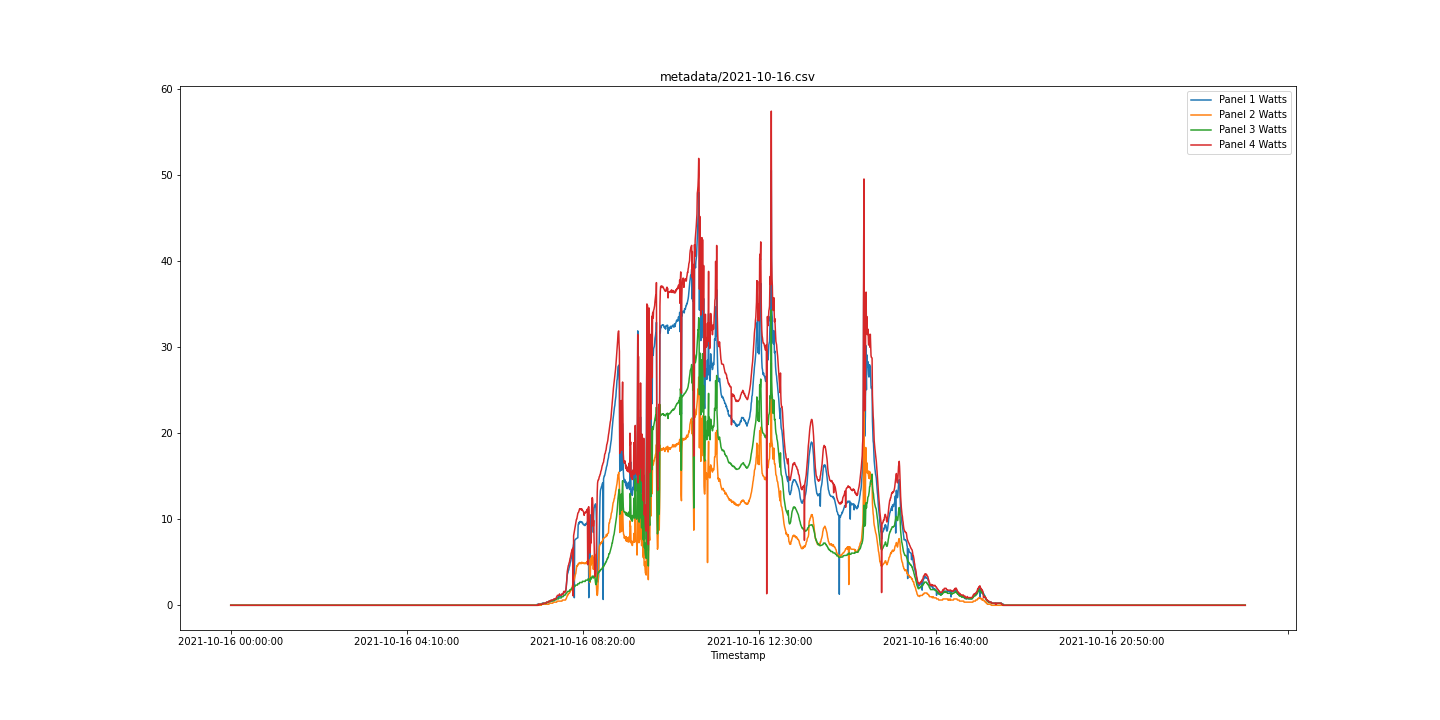 metadata/2021-10-16.csv
Panel 1 Watts
Panel 2 Watts
Panel 3 Watts
Panel 4 Watts
60
50
40
30
20
10
0
2021-10-16 00:00:00 2021-10-16 04:10:00 2021-10-16 08:20:00 2021-10-16 12:30:00 2021-10-16 16:40:00 2021-10-16 20:50:00
Timestamp